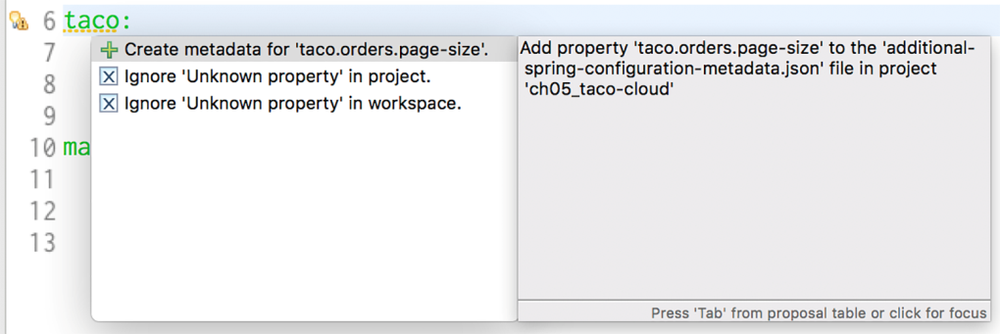 6 taco:
7
8
9
10 ma
11
12
13
Create metadata for 'taco.orders.page-size'.
Ignore 'Unknown property' in project.
Ignore 'Unknown property' in workspace.
Add property 'taco.orders.page-size' to the 'additional-
spring-configuration-metadata.json' file in project
'ch05_taco-cloud'
Press 'Tab' from proposal table or click for focus